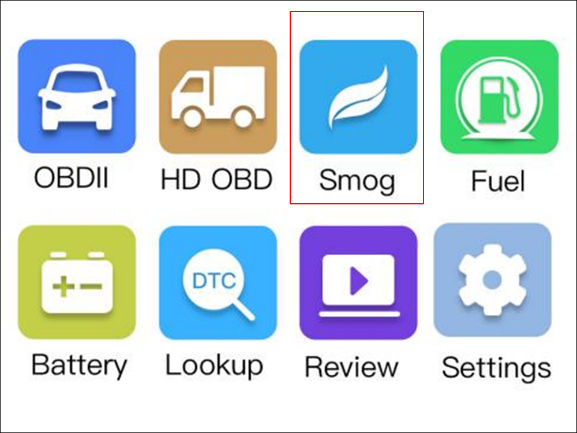 OBDII HD OBD Smog Fuel
DTC
Battery Lookup Review Settings